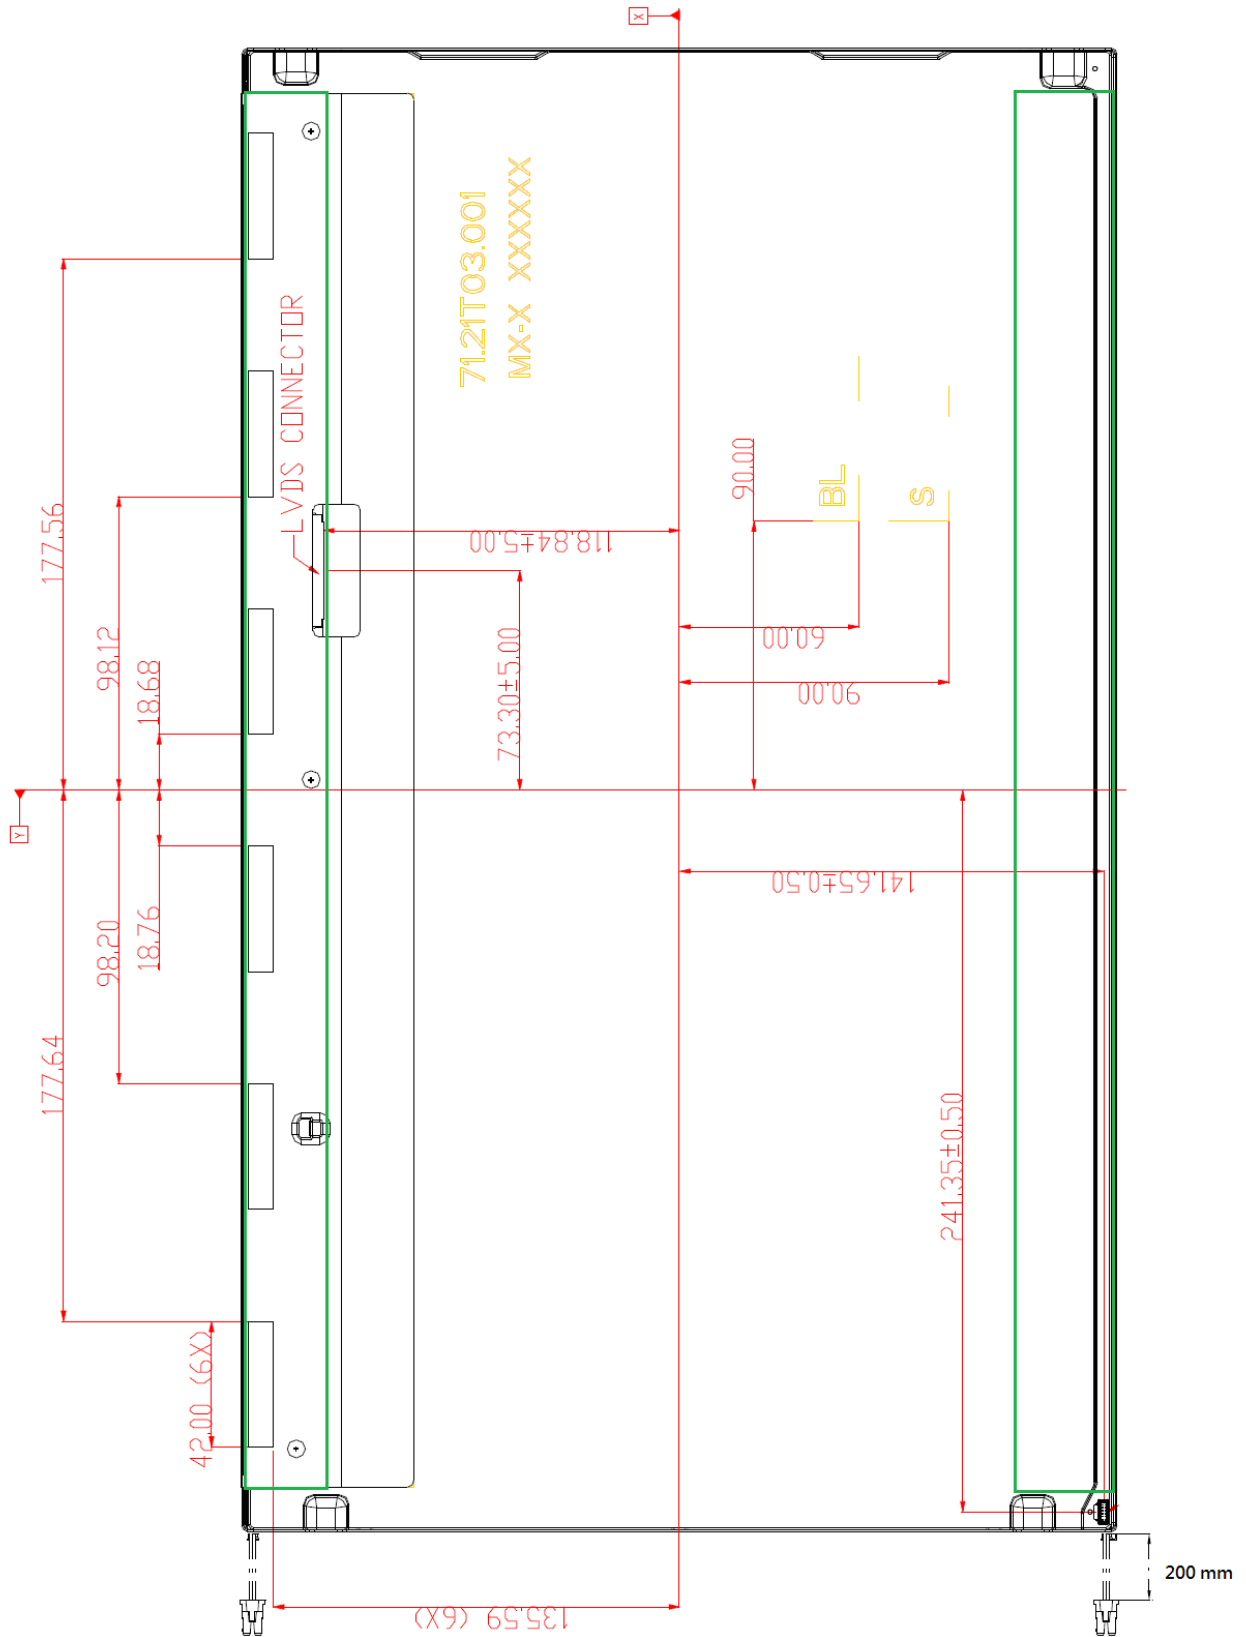 X
71.21T03.001
MX-X XXXXXX
LVDS CONNECTOR
177.56
98.12
18.68
118.84±5.00
73.30±5.00
90.00
BL
S
60.00
90.00
Y
141.65±0.50
177.64
98.20
18.76
241.35±0.50
42.00 (6X)
135.59 (6X)
200 mm